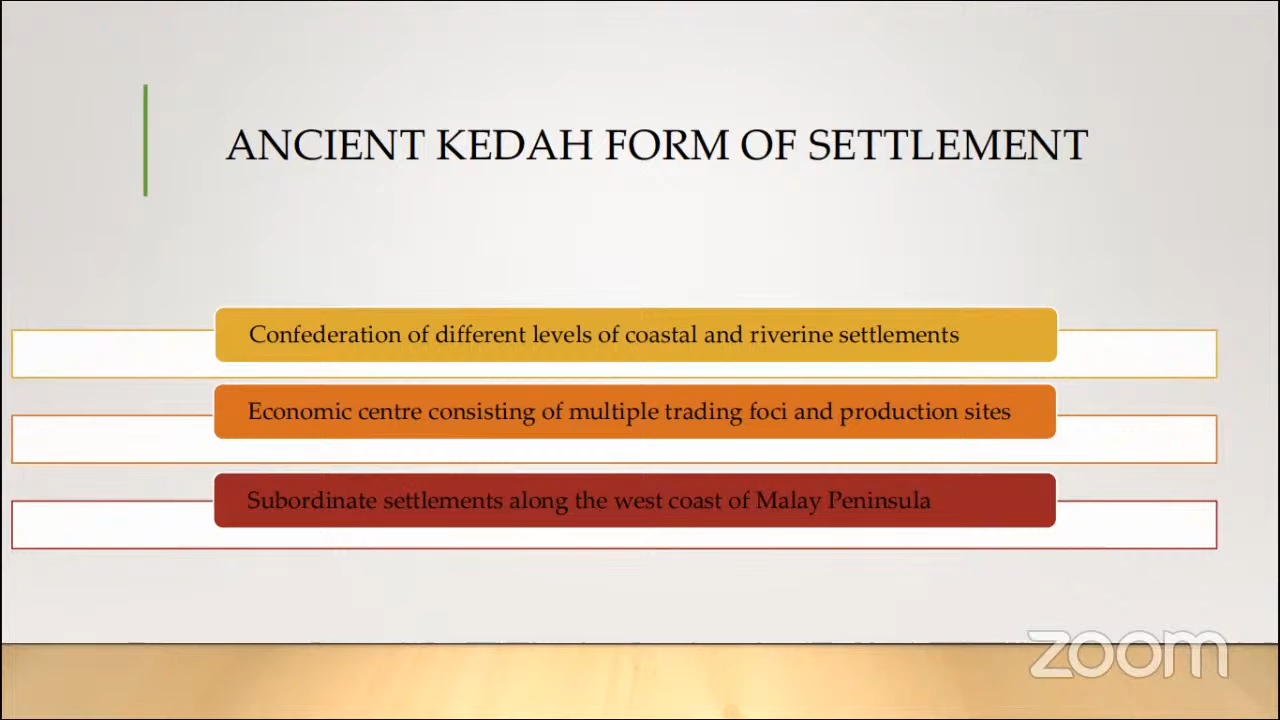 ANCIENT KEDAH FORM OF SETTLEMENT
Confederation of different levels of coastal and riverine settlements
Economic centre consisting of multiple trading foci and production sites
Subordinate settlements along the west coast of Malay Peninsula
zoom